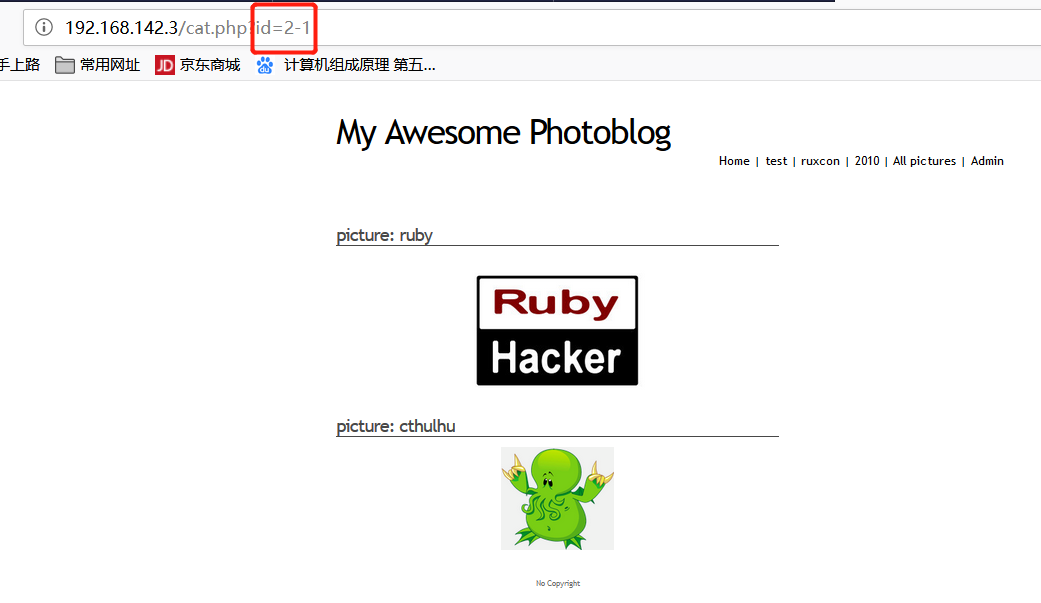 192.168.142.3/cat.php?id=2-1
手上路 常用网址 JD 京东商城 du 计算机组成原理 第五...
My Awesome Photoblog
Home | test | ruxcon | 2010 | All pictures | Admin
picture: ruby
Ruby
Hacker
picture: cthulhu
No Copyright